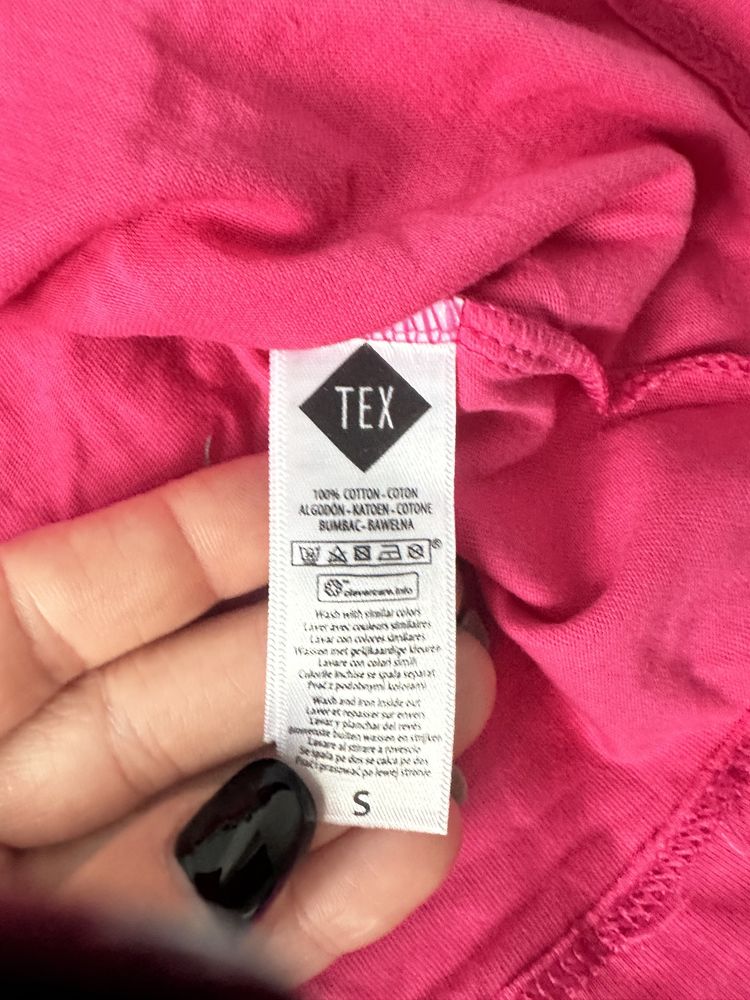 TEX
100% COTTON - COTON
ALGODÓN - KATOEN - COTONE
BUMBAC - BAWEŁNA
®
™
clevercare.info
Wash with similar colors
Laver avec couleurs similaires
Lavar con colores similares
Wassen met gelijkaardige kleuren
Lavare con colori simili
Culorile închise se spală separat
Prać z podobnymi kolorami
Wash and iron inside out
Laver et repasser sur envers
Lavar y planchar del revés
Binnenste buiten wassen en strijken
Lavare al stirare a rovescio
Se spala pe dos se calca pe dos
Prać i prasować po lewej stronie
S